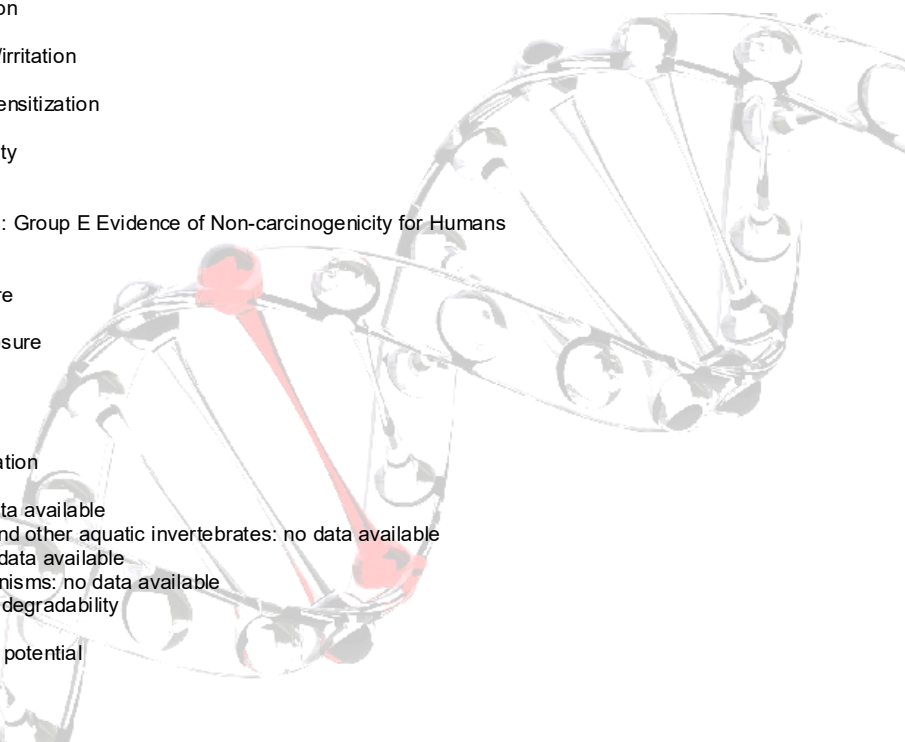 on
/irritation
ensitization
ty
: Group E Evidence of Non-carcinogenicity for Humans
re
sure
ation
ta available
nd other aquatic invertebrates: no data available
data available
nisms: no data available
degradability
potential